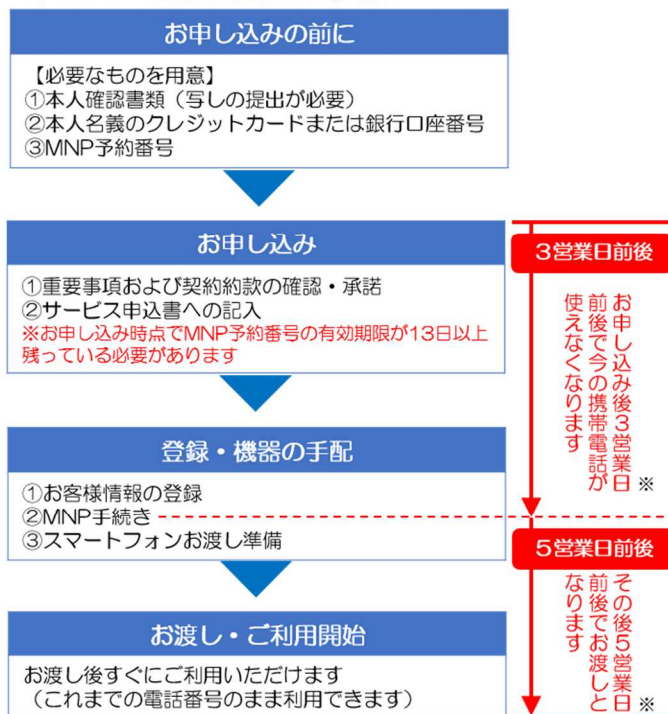 お申し込みの前に
【必要なものを用意】
①本人確認書類（写しの提出が必要）
②本人名義のクレジットカードまたは銀行口座番号
③MNP予約番号
お申し込み
①重要事項および契約約款の確認・承諾
②サービス申込書への記入
※お申し込み時点でMNP予約番号の有効期限が13日以上
残っている必要があります
3営業日前後
お申し込み後3営業日※
前後で今の携帯電話が
使えなくなります
登録・機器の手配
①お客様情報の登録
②MNP手続き
③スマートフォンお渡し準備
5営業日前後
その後5営業日※
前後でお渡しと
なります
お渡し・ご利用開始
お渡し後すぐにご利用いただけます
（これまでの電話番号のまま利用できます）